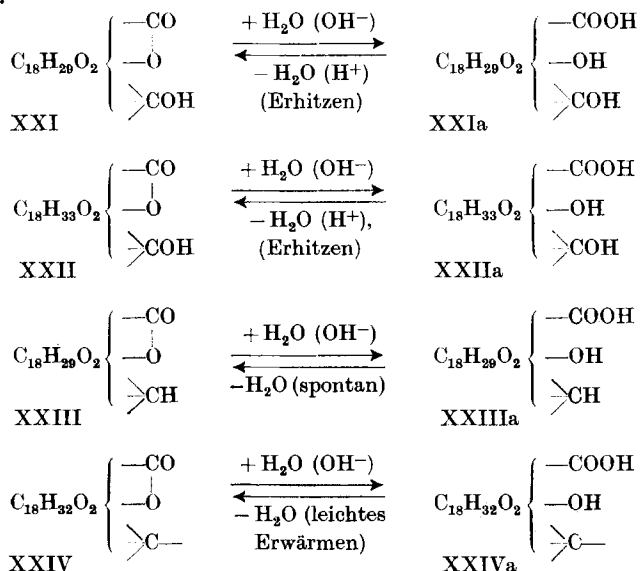 —CO + H₂O (OH⁻) —COOH
C₁₈H₂₉O₂ —O − H₂O (H⁺) C₁₈H₂₉O₂ —OH
COH (Erhitzen) COH
XXI XXIa
—CO + H₂O (OH⁻) —COOH
C₁₈H₃₃O₂ —O − H₂O (H⁺), C₁₈H₃₃O₂ —OH
COH (Erhitzen) COH
XXII XXIIa
—CO + H₂O (OH⁻) —COOH
C₁₈H₂₉O₂ —O −H₂O (spontan) C₁₈H₂₉O₂ —OH
CH CH
XXIII XXIIIa
—CO + H₂O (OH⁻) —COOH
C₁₈H₃₂O₂ —O − H₂O (leichtes C₁₈H₃₂O₂ —OH
C— Erwärmen) C—
XXIV XXIVa